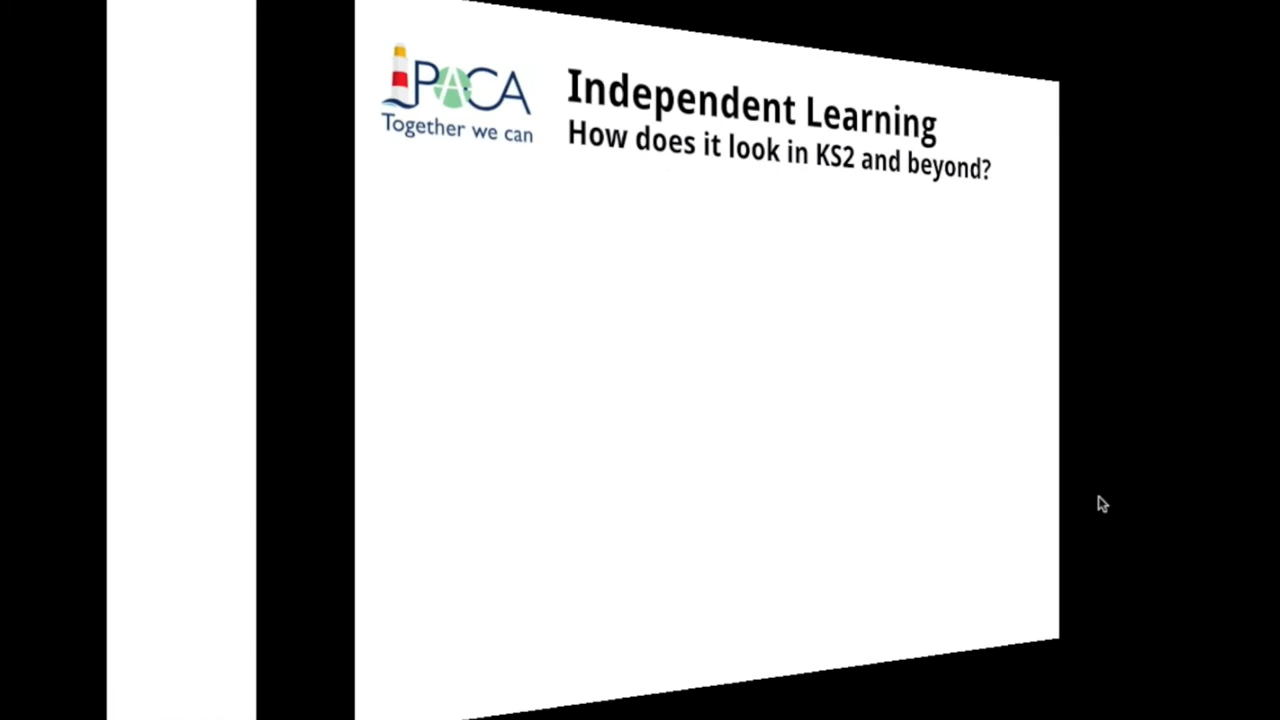 PACA
Together we can
Independent Learning
How does it look in KS2 and beyond?